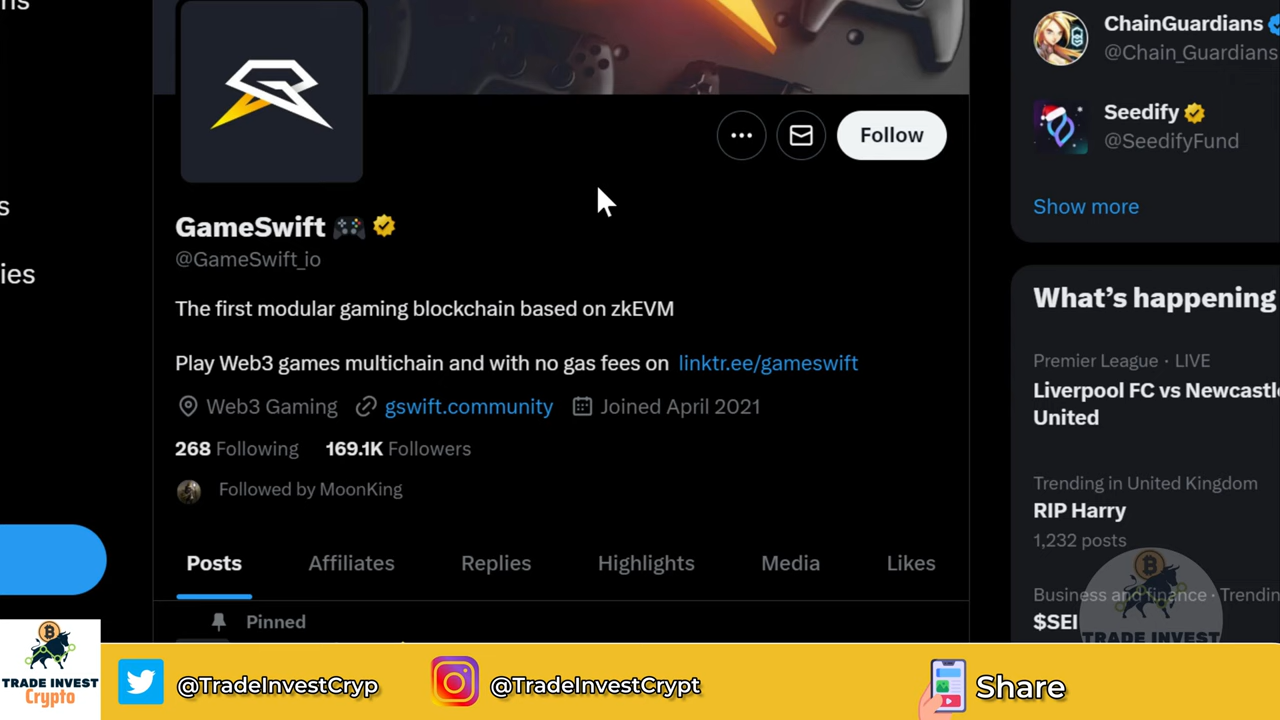 ies
GameSwift
@GameSwift_io
The first modular gaming blockchain based on zkEVM
Play Web3 games multichain and with no gas fees on linktr.ee/gameswift
Web3 Gaming gswift.community Joined April 2021
268 Following 169.1K Followers
Followed by MoonKing
Follow
Posts Affiliates Replies Highlights Media Likes
Pinned
ChainGuardians
@Chain_Guardians
Seedify
@SeedifyFund
Show more
What's happening
Premier League · LIVE
Liverpool FC vs Newcastle
United
Trending in United Kingdom
RIP Harry
1,232 posts
Business and finance · Trendin
$SEI
TRADE INVEST
TRADE INVEST
Crypto
@TradeInvestCryp
@TradeInvestCrypt
Share